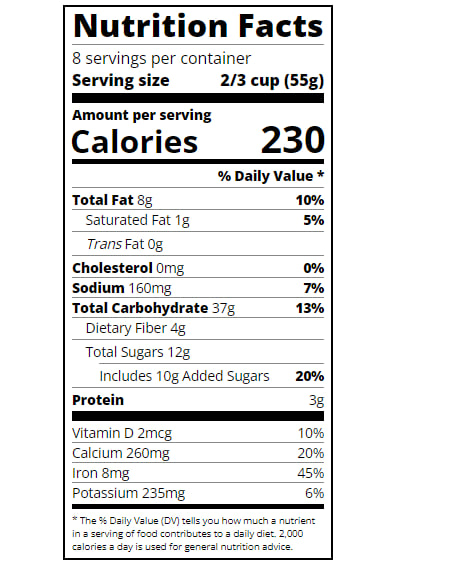 Nutrition Facts
8 servings per container
Serving size 2/3 cup (55g)
Amount per serving
Calories 230
% Daily Value *
Total Fat 8g 10%
Saturated Fat 1g 5%
Trans Fat 0g
Cholesterol 0mg 0%
Sodium 160mg 7%
Total Carbohydrate 37g 13%
Dietary Fiber 4g
Total Sugars 12g
Includes 10g Added Sugars 20%
Protein 3g
Vitamin D 2mcg 10%
Calcium 260mg 20%
Iron 8mg 45%
Potassium 235mg 6%
* The % Daily Value (DV) tells you how much a nutrient
in a serving of food contributes to a daily diet. 2,000
calories a day is used for general nutrition advice.